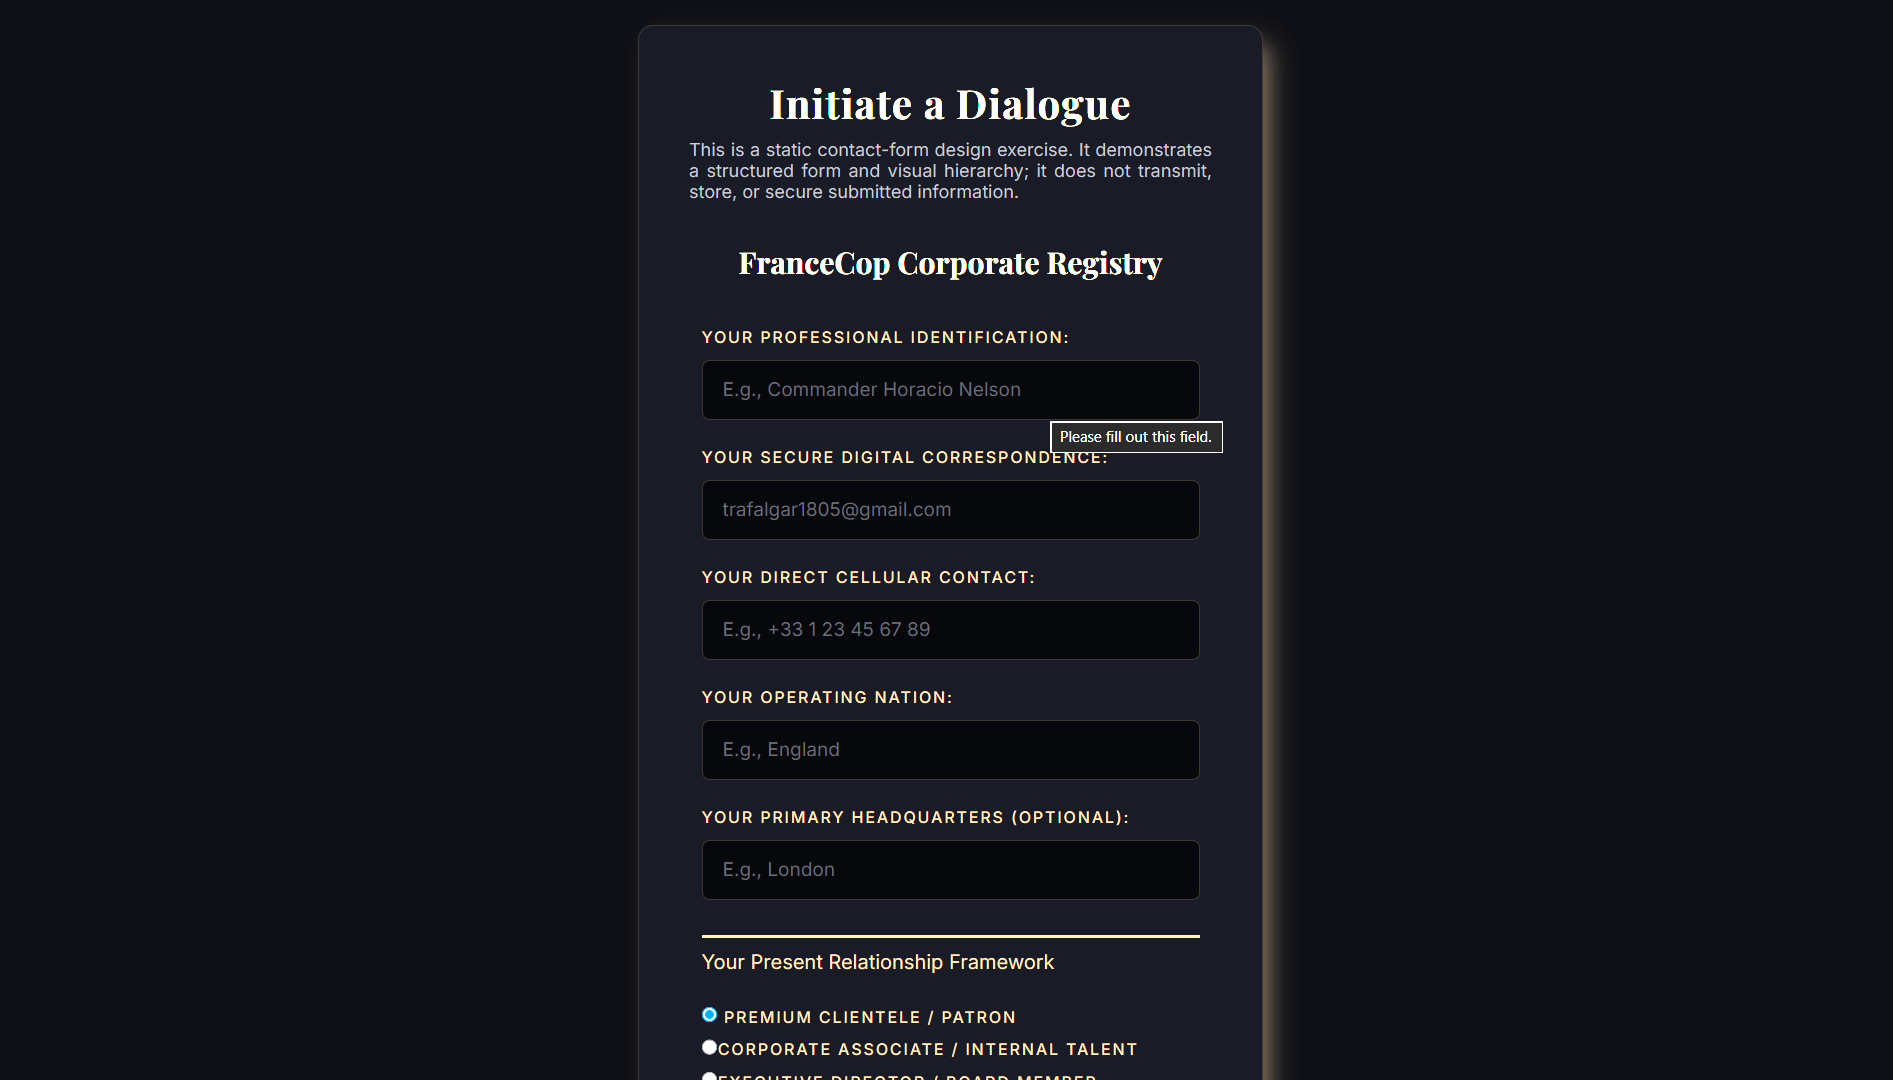 Initiate a Dialogue
This is a static contact-form design exercise. It demonstrates
a structured form and visual hierarchy; it does not transmit,
store, or secure submitted information.
FranceCop Corporate Registry
YOUR PROFESSIONAL IDENTIFICATION:
E.g., Commander Horacio Nelson
Please fill out this field.
YOUR SECURE DIGITAL CORRESPONDENCE:
trafalgar1805@gmail.com
YOUR DIRECT CELLULAR CONTACT:
E.g., +33 1 23 45 67 89
YOUR OPERATING NATION:
E.g., England
YOUR PRIMARY HEADQUARTERS (OPTIONAL):
E.g., London
Your Present Relationship Framework
PREMIUM CLIENTELE / PATRON
CORPORATE ASSOCIATE / INTERNAL TALENT
EXECUTIVE DIRECTOR / BOARD MEMBER